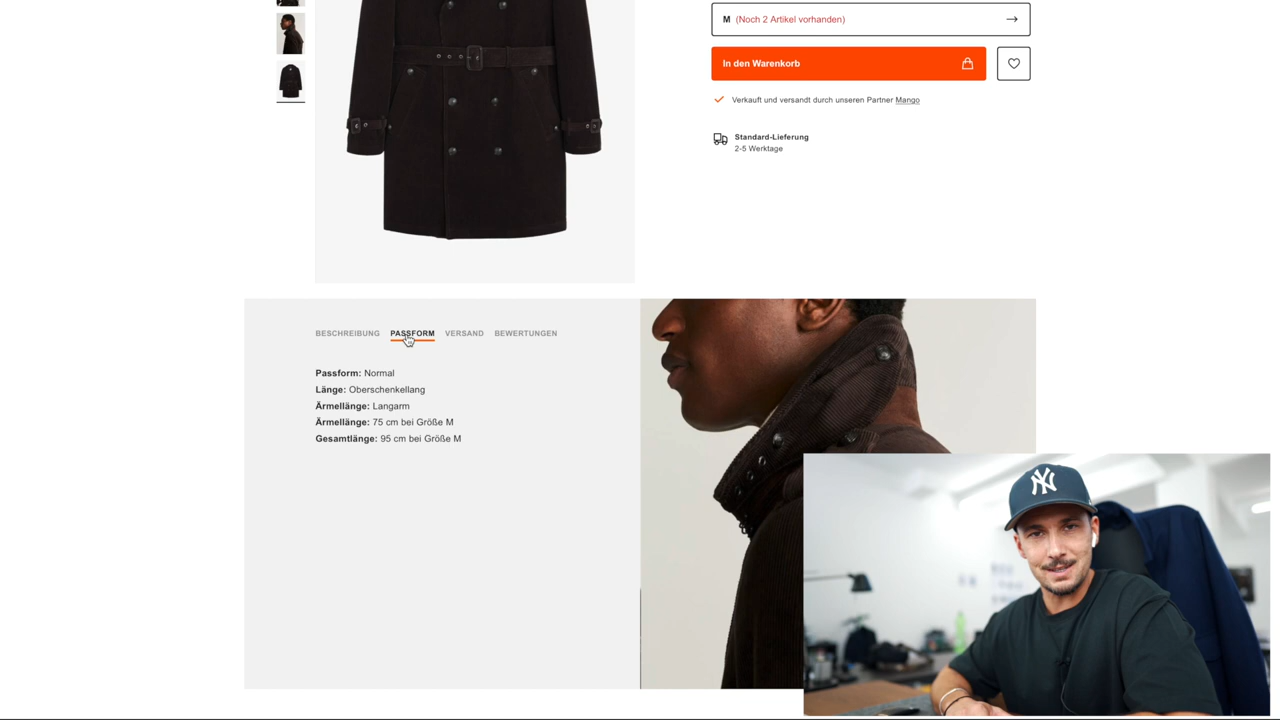 M (Noch 2 Artikel vorhanden)
In den Warenkorb
Verkauft und versandt durch unseren Partner Mango
Standard-Lieferung
2-5 Werktage
BESCHREIBUNG PASSFORM VERSAND BEWERTUNGEN
Passform: Normal
Länge: Oberschenkellang
Ärmellänge: Langarm
Ärmellänge: 75 cm bei Größe M
Gesamtlänge: 95 cm bei Größe M
NY